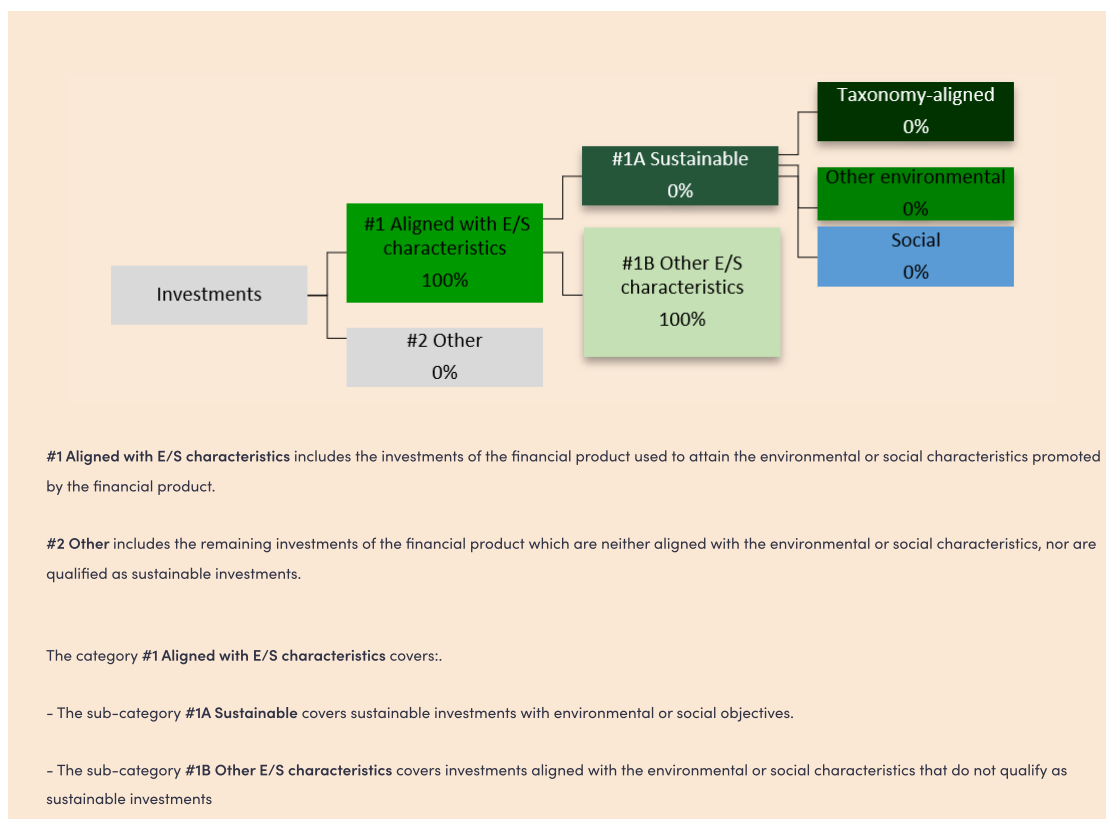 Taxonomy-aligned
0%
#1A Sustainable
0%
Other environmental
0%
#1 Aligned with E/S
characteristics
100%
Social
0%
#1B Other E/S
characteristics
100%
Investments
#2 Other
0%
#1 Aligned with E/S characteristics includes the investments of the financial product used to attain the environmental or social characteristics promoted
by the financial product.
#2 Other includes the remaining investments of the financial product which are neither aligned with the environmental or social characteristics, nor are
qualified as sustainable investments.
The category #1 Aligned with E/S characteristics covers:.
- The sub-category #1A Sustainable covers sustainable investments with environmental or social objectives.
- The sub-category #1B Other E/S characteristics covers investments aligned with the environmental or social characteristics that do not qualify as
sustainable investments